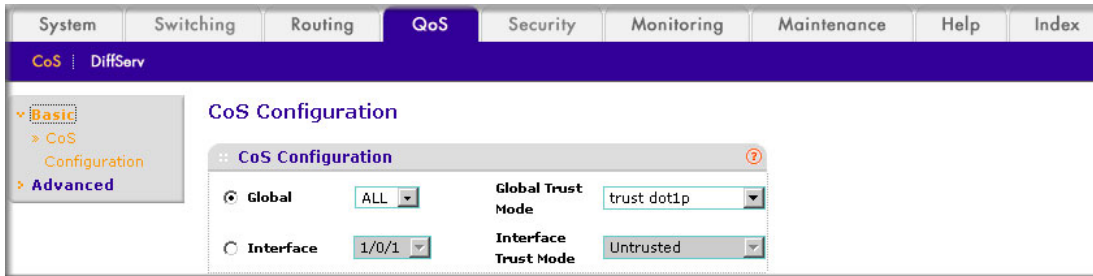 System Switching Routing QoS Security Monitoring Maintenance Help Index
CoS DiffServ
Basic
» CoS
Configuration
Advanced
CoS Configuration
CoS Configuration ?
Global ALL Global Trust
Mode trust dot1p
Interface 1/0/1 Interface
Trust Mode Untrusted